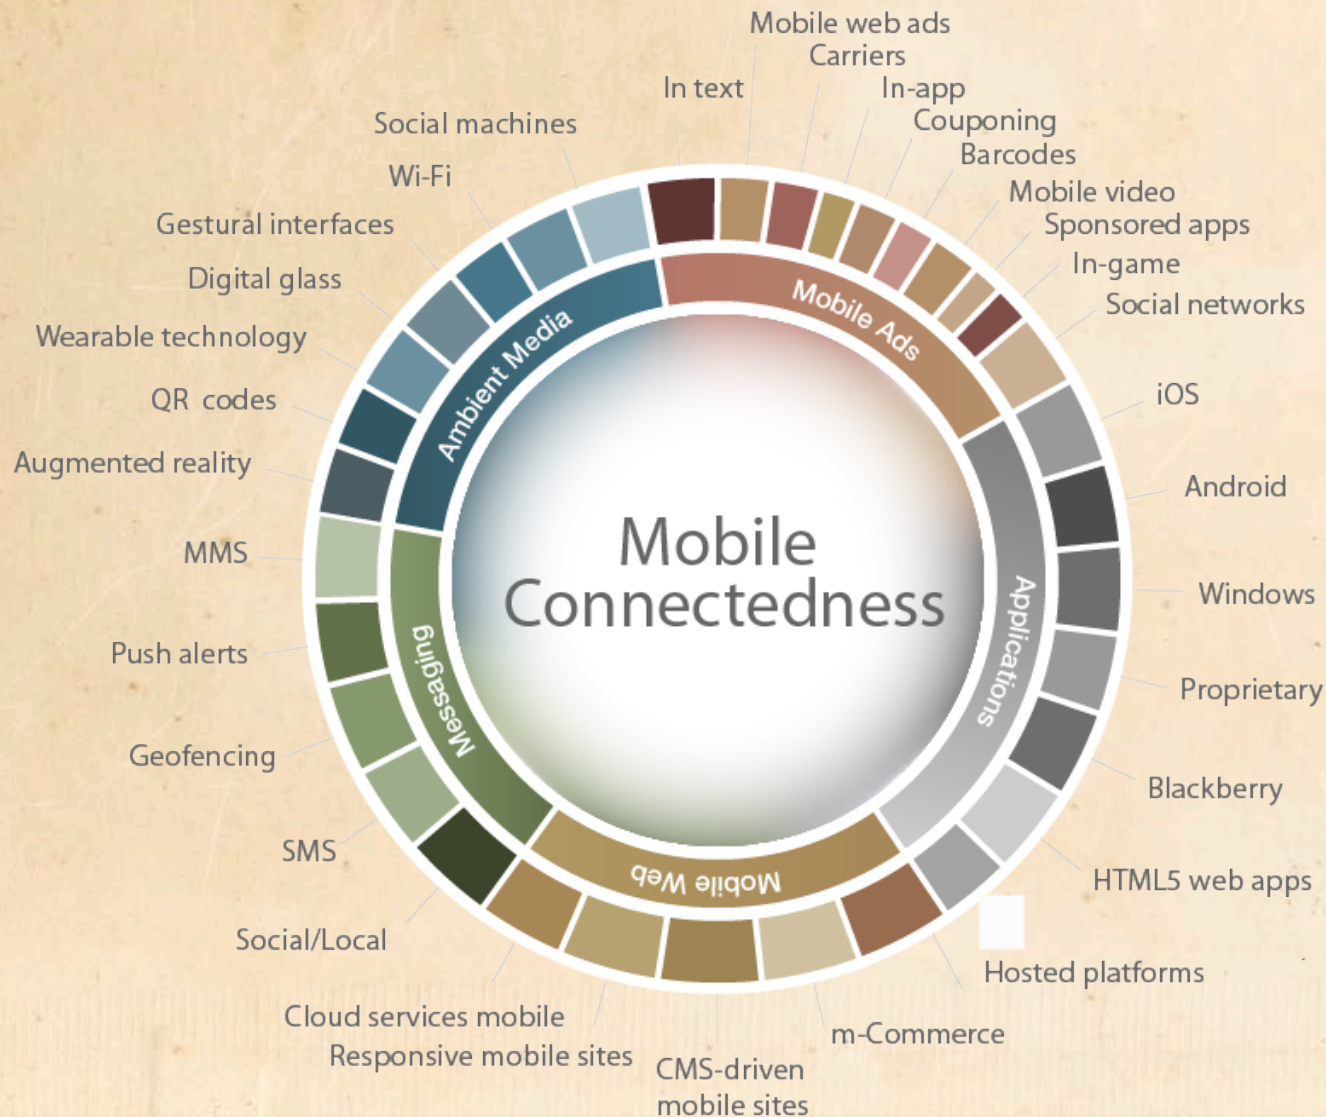 Mobile web ads
Carriers
In text
In-app
Couponing
Social machines
Barcodes
Wi-Fi
Mobile video
Gestural interfaces
Sponsored apps
In-game
Digital glass
Social networks
Wearable technology
QR codes
iOS
Augmented reality
Android
MMS
Windows
Push alerts
Proprietary
Geofencing
Blackberry
SMS
HTML5 web apps
Social/Local
Hosted platforms
Cloud services mobile
m-Commerce
Responsive mobile sites
CMS-driven
mobile sites
Mobile Ads
Ambient Media
Applications
Messaging
Mobile Web
Mobile
Connectedness